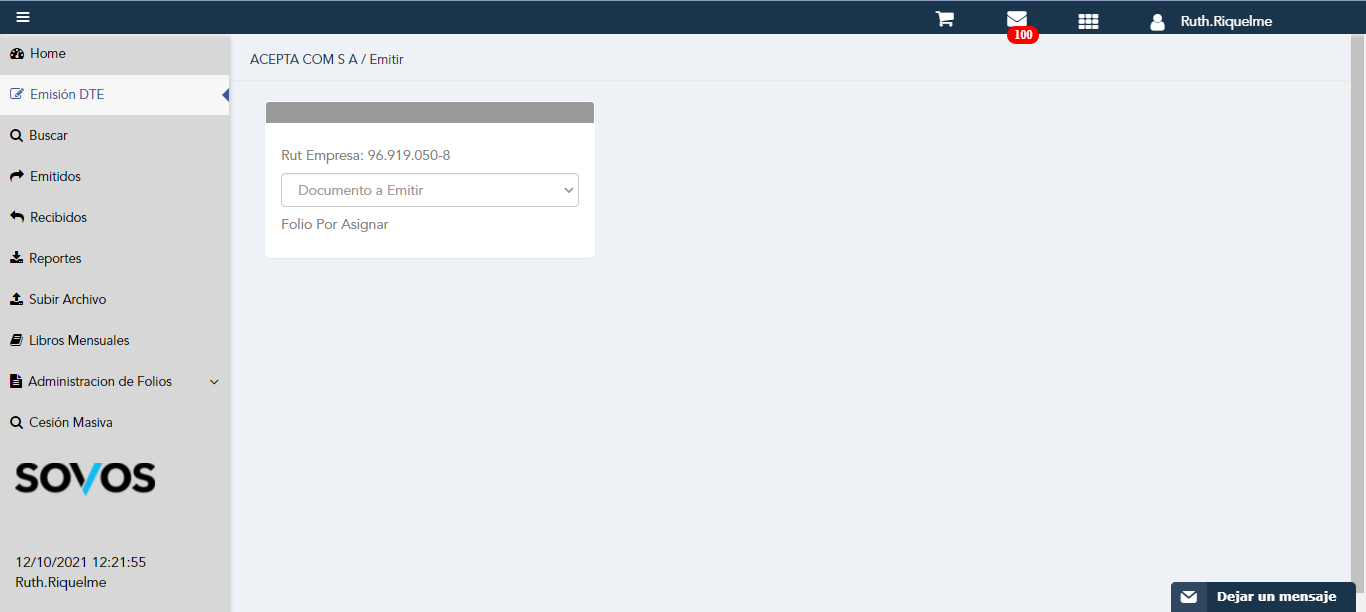 100
Ruth.Riquelme
Home
Emisión DTE
Buscar
Emitidos
Recibidos
Reportes
Subir Archivo
Libros Mensuales
Administracion de Folios
Cesión Masiva
SOVOS
12/10/2021 12:21:55
Ruth.Riquelme
ACEPTA COM S A / Emitir
Rut Empresa: 96.919.050-8
Documento a Emitir
Folio Por Asignar
Dejar un mensaje